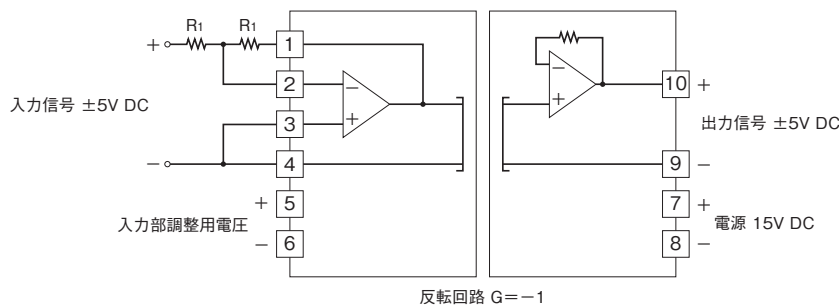 R1 R1
+
1
2
3
4
−
入力信号 ±5V DC
−
+
+ 5
入力部調整用電圧
− 6
−
+
10 +
出力信号 ±5V DC
9 −
7 +
電源 15V DC
8 −
反転回路 G=−1